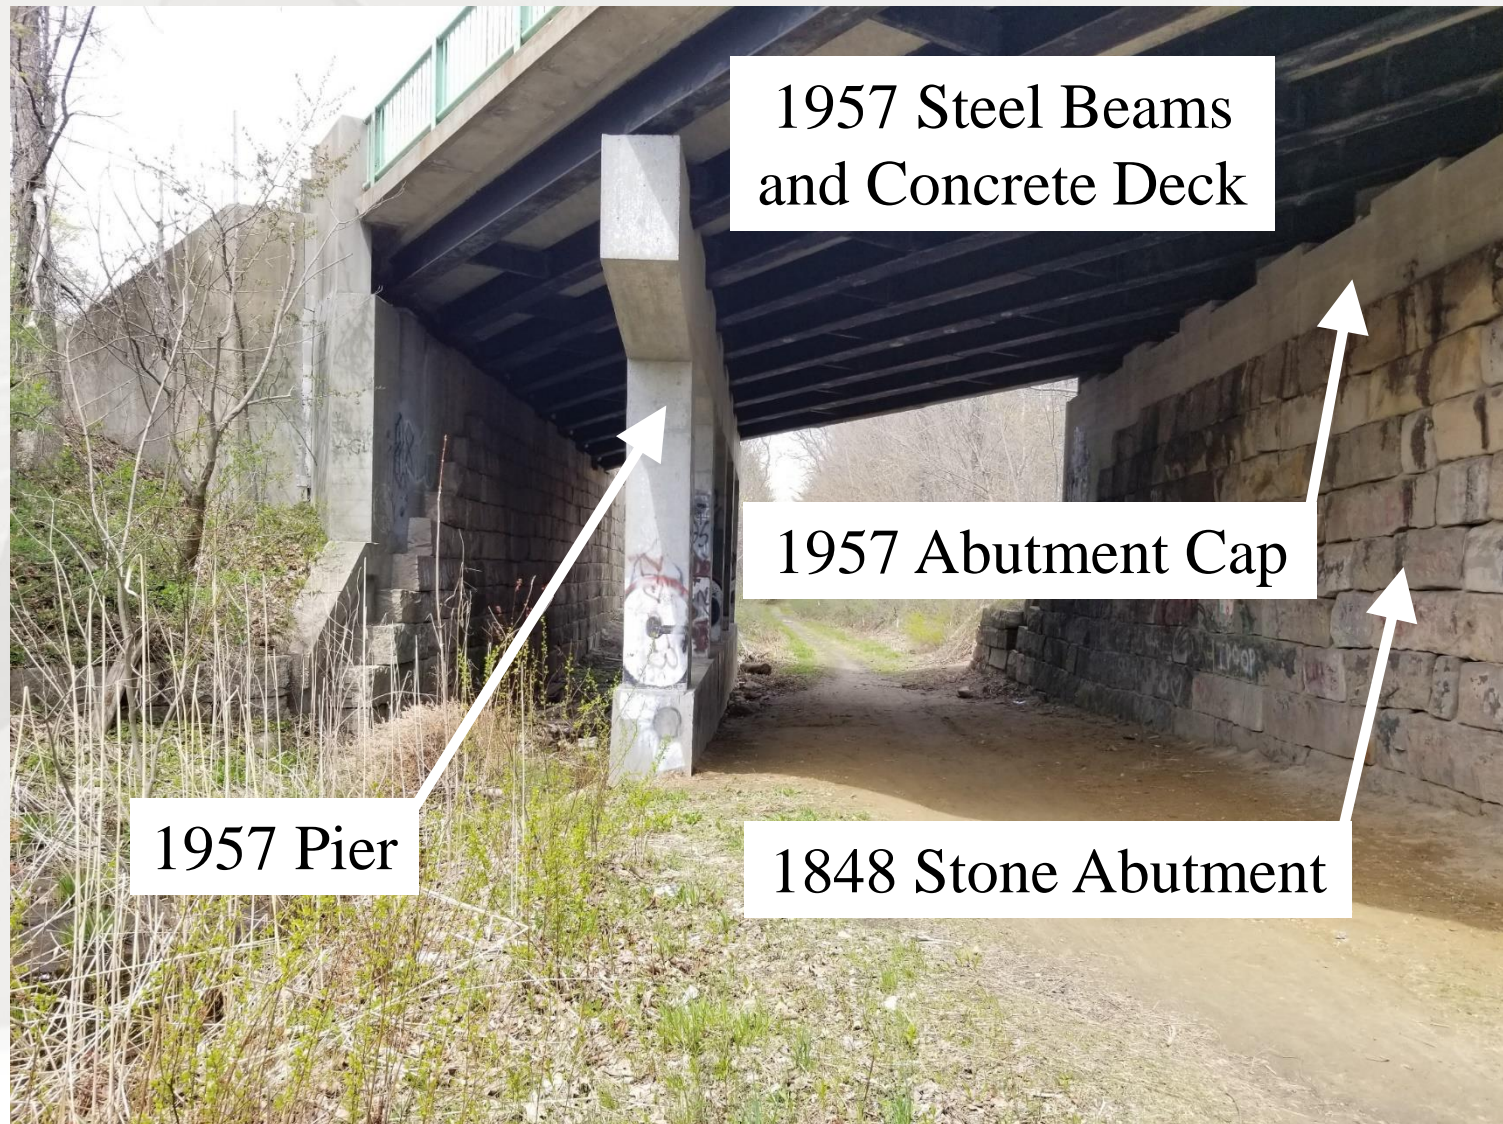 1957 Steel Beams
and Concrete Deck
1957 Abutment Cap
1957 Pier
1848 Stone Abutment